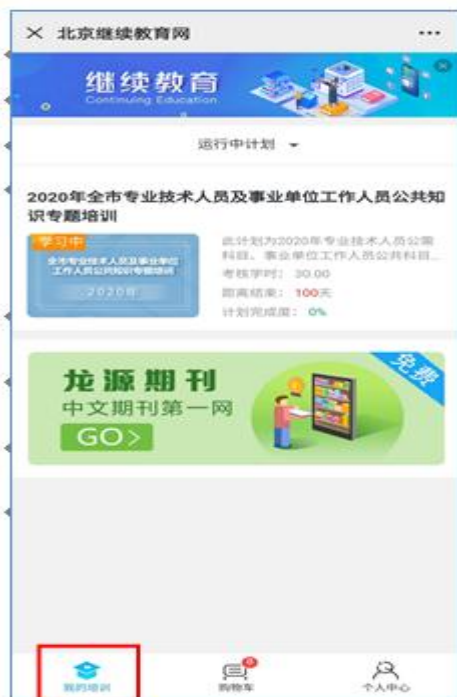 北京继续教育网
继续教育
Continuing Education
运行中计划
2020年全市专业技术人员及事业单位工作人员公共知
识专题培训
学习中
全市专业技术人员及事业单位
工作人员公共知识专题培训
2020年
此计划为2020年专业技术人员公需
科目、事业单位工作人员公共科目...
考核学时： 30.00
距离结束： 100天
计划完成度： 0%
龙源期刊
中文期刊第一网
GO>
免费
0
我的培训
购物车
个人中心